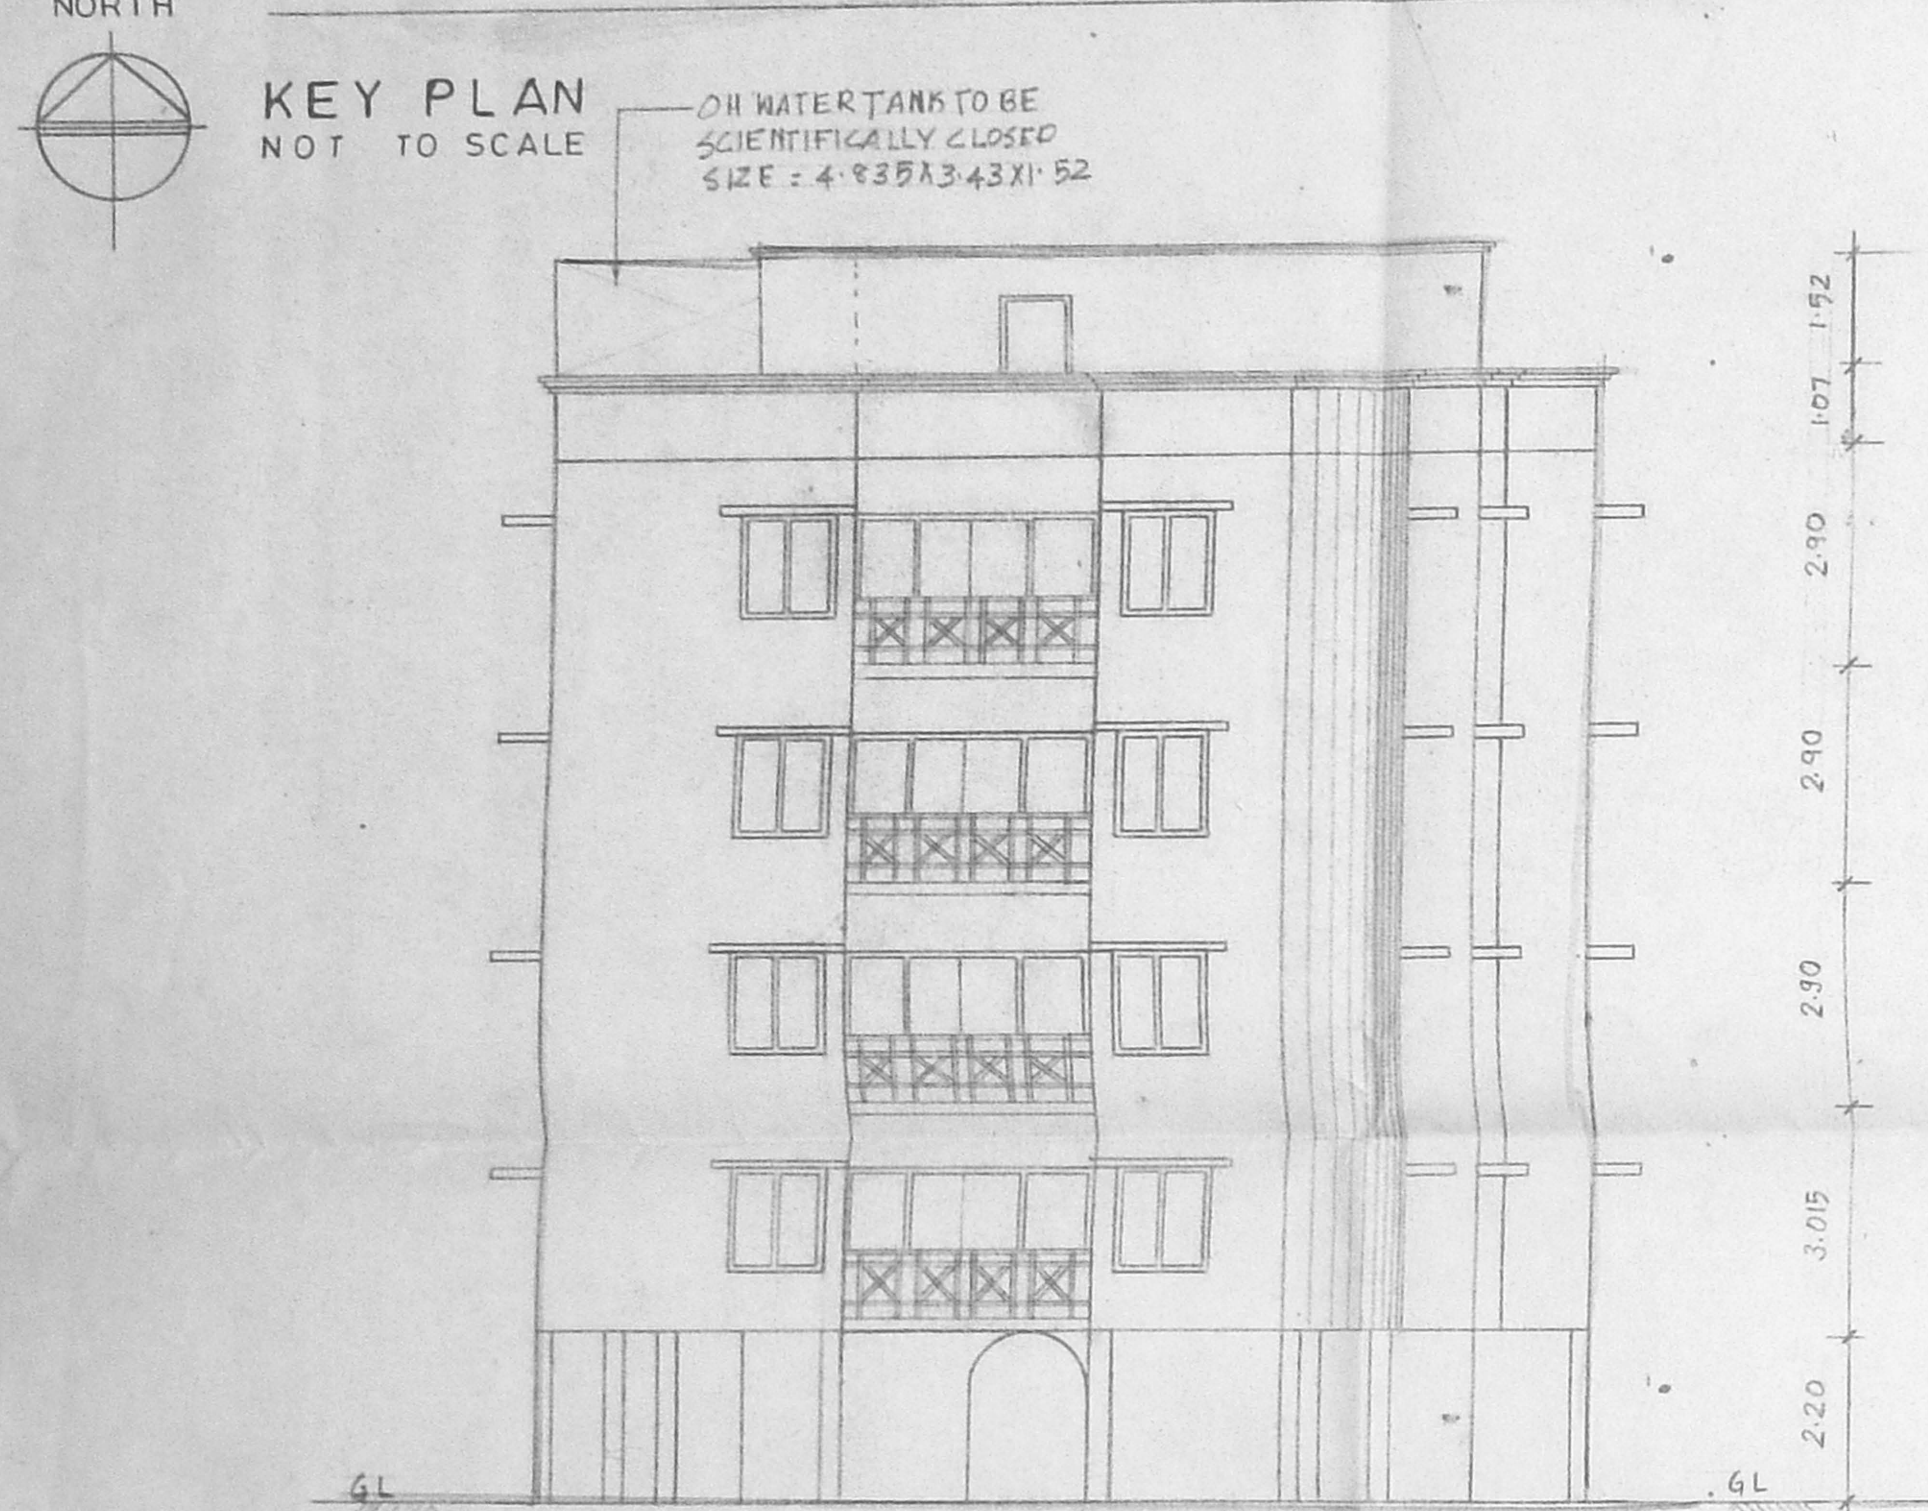 NORTH
KEY PLAN
NOT TO SCALE
OH WATER TANK TO BE
SCIENTIFICALLY CLOSED
SIZE = 4.835X3.43X1.52
1.52
1.07
2.90
2.90
2.90
3.015
2.20
GL
GL